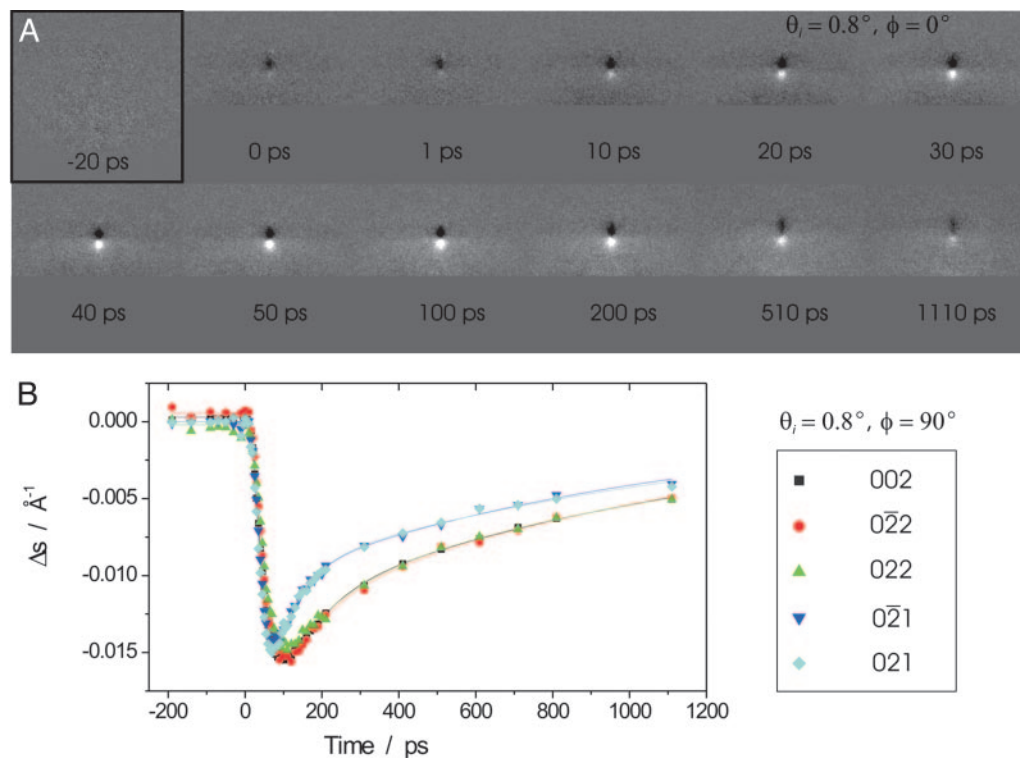 A
θi = 0.8°, ϕ = 0°
-20 ps
0 ps
1 ps
10 ps
20 ps
30 ps
40 ps
50 ps
100 ps
200 ps
510 ps
1110 ps
B
0.000
-0.005
-0.010
-0.015
Δs / Å⁻¹
-200 0 200 400 600 800 1000 1200
Time / ps
θi = 0.8°, ϕ = 90°
002
02̅2
022
02̅1
021